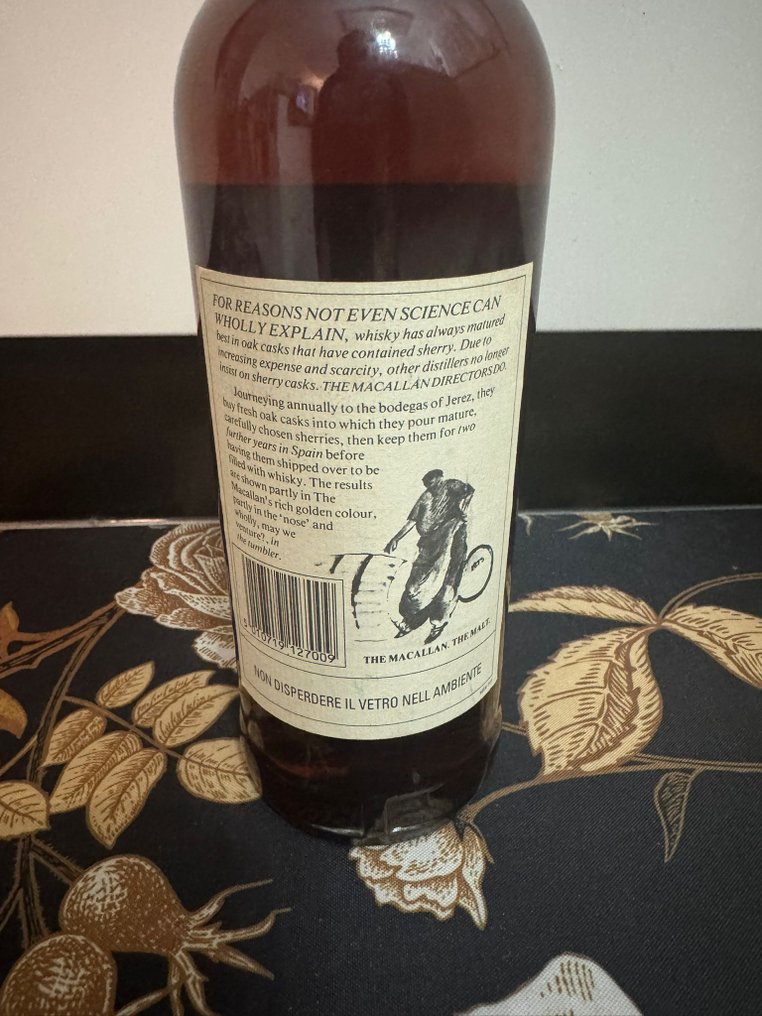 FOR REASONS NOT EVEN SCIENCE CAN
WHOLLY EXPLAIN, whisky has always matured
best in oak casks that have contained sherry. Due to
increasing expense and scarcity, other distillers no longer
insist on sherry casks. THE MACALLAN DIRECTORS DO.
Journeying annually to the bodegas of Jerez, they
buy fresh oak casks into which they pour mature,
carefully chosen sherries, then keep them for two
further years in Spain before
having them shipped over to be
filled with whisky. The results
are shown partly in The
Macallan's rich golden colour,
partly in the 'nose' and
wholly, may we
venture?, in
the tumbler.
5 010719 127009
THE MACALLAN. THE MALT.
NON DISPERDERE IL VETRO NELL AMBIENTE